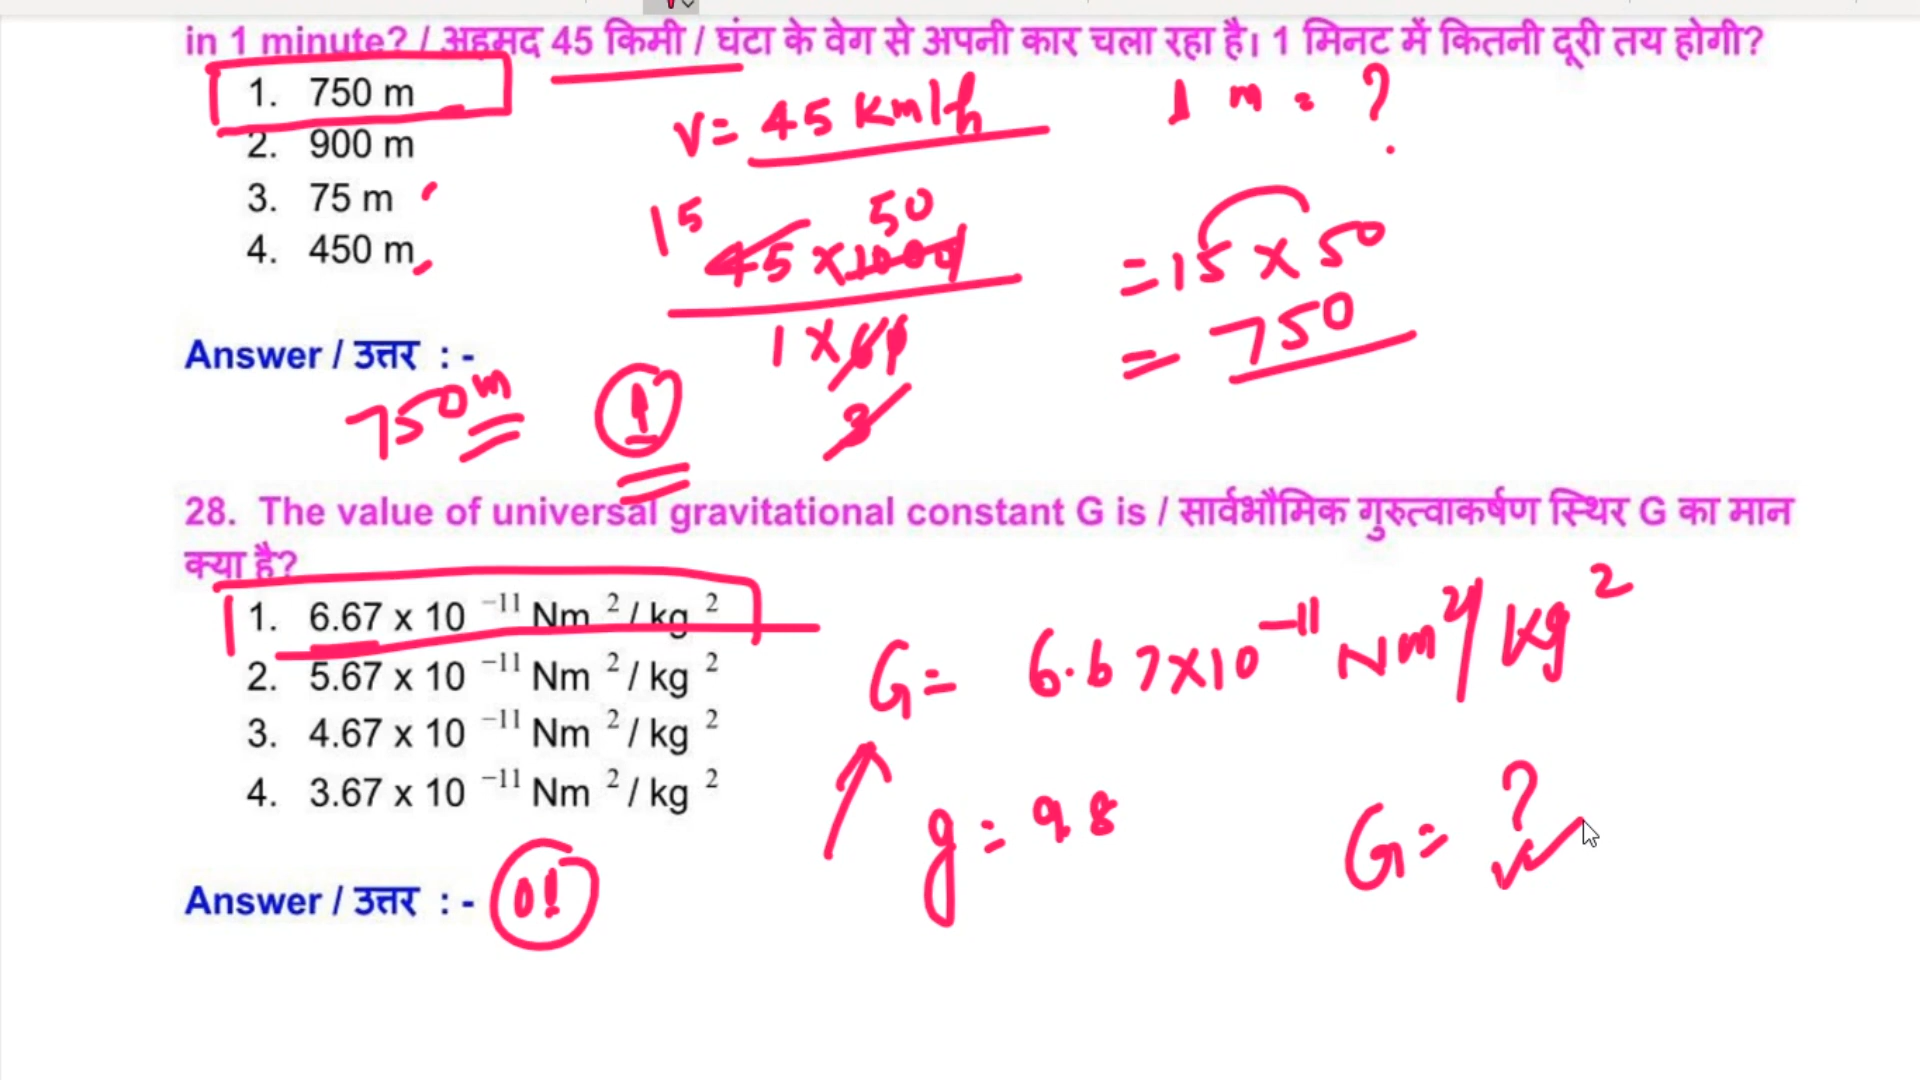 in 1 minute? / अहमद 45 किमी / घंटा के वेग से अपनी कार चला रहा है। 1 मिनट में कितनी दूरी तय होगी?
1. 750 m
2. 900 m
3. 75 m
4. 450 m
V = 45 Km/h
1 m = ?
15 50
45 x 1000
1 x 60
3
= 15 x 50
= 750
Answer / उत्तर : -
750 m
1
28. The value of universal gravitational constant G is / सार्वभौमिक गुरुत्वाकर्षण स्थिर G का मान
क्या है?
1. 6.67 x 10 ⁻¹¹ Nm ² / kg ²
2. 5.67 x 10 ⁻¹¹ Nm ² / kg ²
3. 4.67 x 10 ⁻¹¹ Nm ² / kg ²
4. 3.67 x 10 ⁻¹¹ Nm ² / kg ²
G = 6.67x10⁻¹¹ Nm²/kg²
g = 9.8
G = ?
Answer / उत्तर : - 01